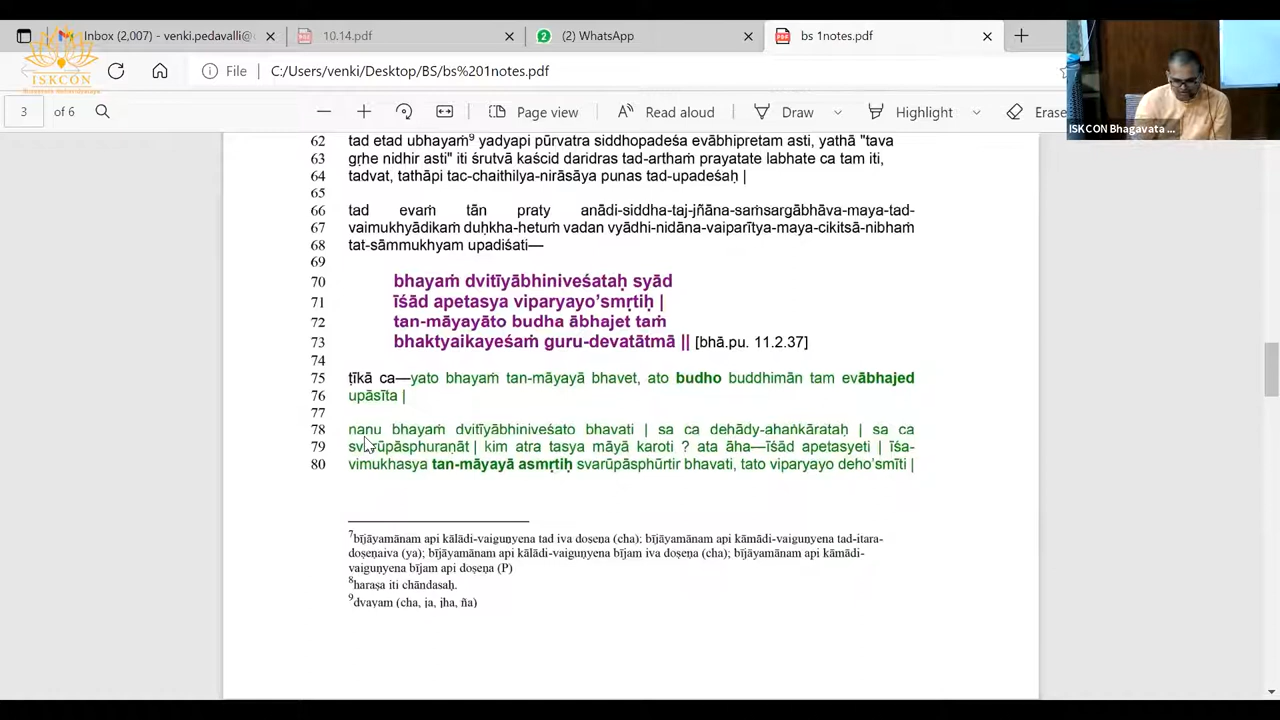 Inbox (2,007) - venki.pedavalli@
10.14.pdf
(2) WhatsApp
bs 1notes.pdf
ISKCON
File
C:/Users/venki/Desktop/BS/bs%201notes.pdf
3 of 6
Page view
Read aloud
Draw
Highlight
Erase
ISKCON Bhagavata ...
62 tad etad ubhayaṁ⁹ yadyapi pūrvatra siddhopadeśa evābhipretam asti, yathā "tava
63 gṛhe nidhir asti" iti śrutvā kaścid daridras tad-arthaṁ prayatate labhate ca tam iti,
64 tadvat, tathāpi tac-chaithilya-nirāsāya punas tad-upadeśaḥ |
65
66 tad evaṁ tān praty anādi-siddha-taj-jñāna-saṁsargābhāva-maya-tad-
67 vaimukhyādikaṁ duḥkha-hetuṁ vadan vyādhi-nidāna-vaiparītya-maya-cikitsā-nibhaṁ
68 tat-sāmmukhyam upadiśati—
69
70 bhayaṁ dvitīyābhiniveśataḥ syād
71 īśād apetasya viparyayo’smṛtiḥ |
72 tan-māyayāto budha ābhajet taṁ
73 bhaktyaikayeśaṁ guru-devatātmā || [bhā.pu. 11.2.37]
74
75 ṭīkā ca—yato bhayaṁ tan-māyayā bhavet, ato budho buddhimān tam evābhajed
76 upāsīta |
77
78 nanu bhayaṁ dvitīyābhiniveśato bhavati | sa ca dehādy-ahaṅkārataḥ | sa ca
79 svarūpāsphuraṇāt | kim atra tasya māyā karoti ? ata āha—īśād apetasyeti | īśa-
80 vimukhasya tan-māyayā asmṛtiḥ svarūpāsphūrtir bhavati, tato viparyayo deho’smīti |
⁷bījāyamānam api kālādi-vaiguṇyena tad iva doṣena (cha); bījāyamānam api kāmādi-vaiguṇyena tad-itara-
doṣeṇaiva (ya); bījāyamānam api kālādi-vaiguṇyena bījam iva doṣeṇa (cha); bījāyamānam api kāmādi-
vaiguṇyena bījam api doṣeṇa (P)
⁸haraṣa iti chāndasaḥ.
⁹dvayam (cha, ja, jha, ña)